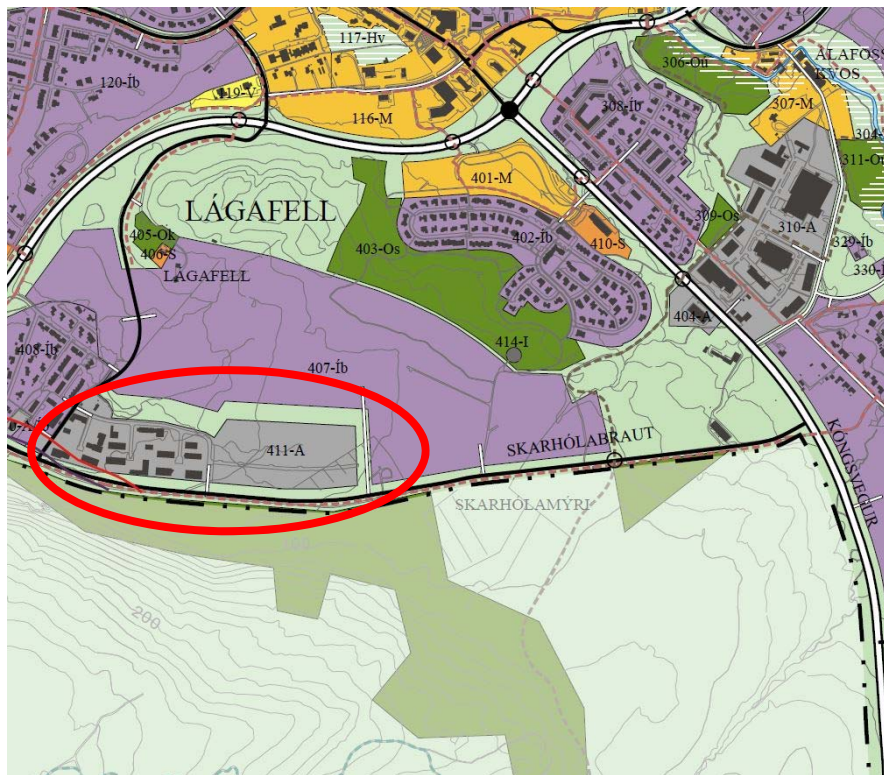 117-Hv
120-Íb
306-Oú
ÁLAFOSS
KVOS
119-V
116-M
308-Íb
307-M
304-
311-O
401-M
LÁGAFELL
309-Os
310-A
405-Ok
406-S
403-Os
402-Íb
410-S
329-Íb
330-Í
LÁGAFELL
404-A
408-Íb
407-Íb
414-I
411-A
SKARHÓLABRAUT
KÓNGSVEGUR
SKARHÓLAMÝRI
200